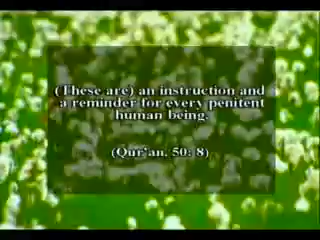 (These are) an instruction and
a reminder for every penitent
human being.
(Qur'an, 50: 8)